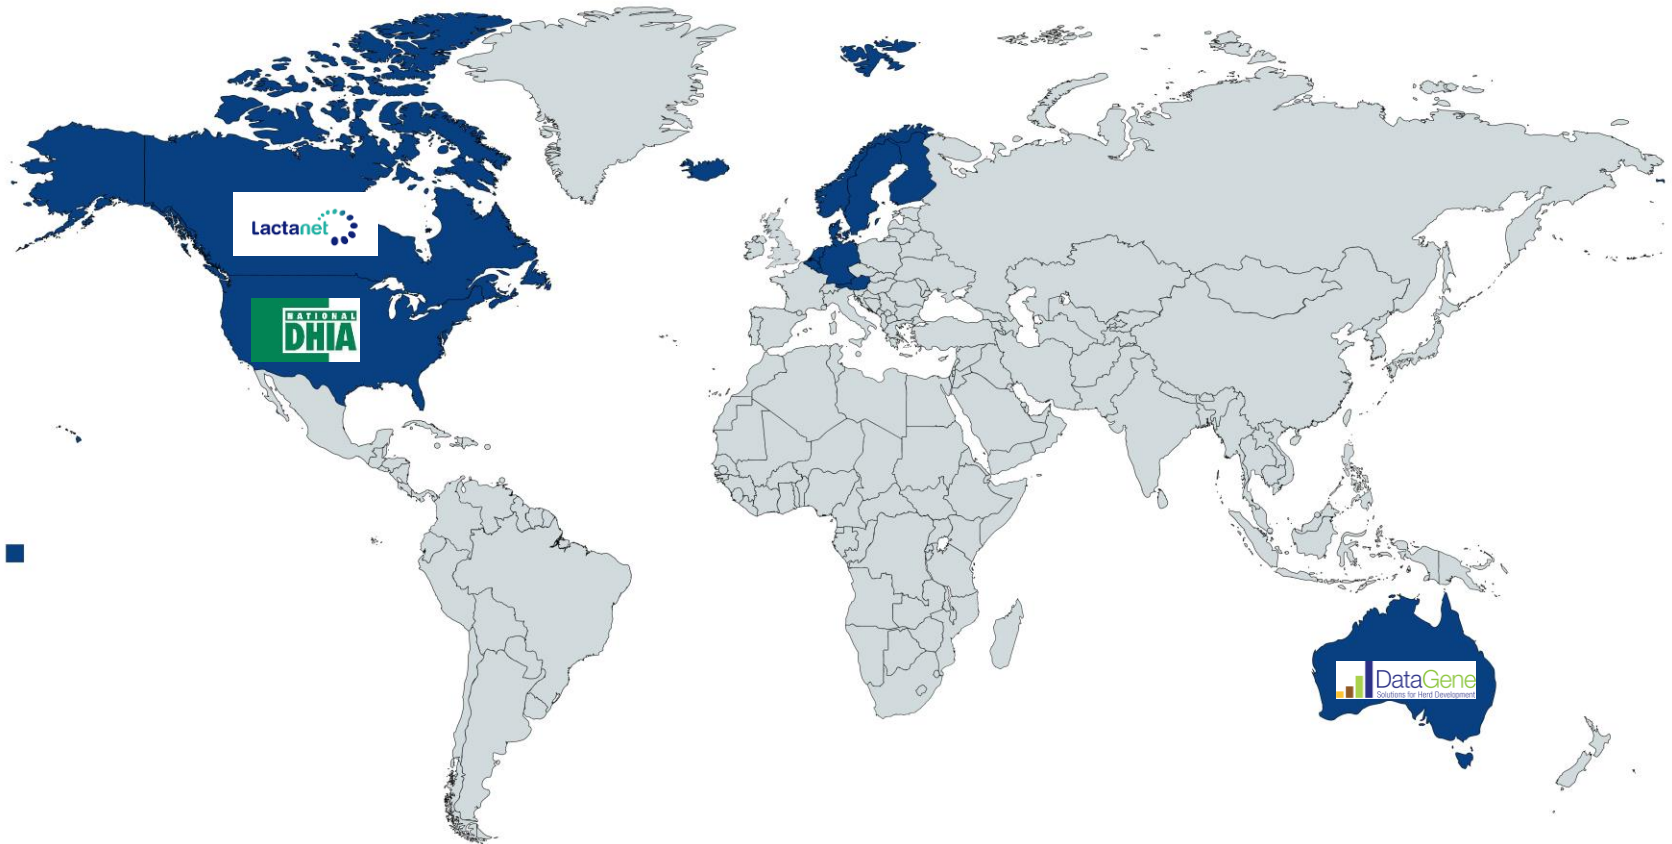 Lactanet
NATIONAL
DHIA
DataGene
Solutions for Herd Development